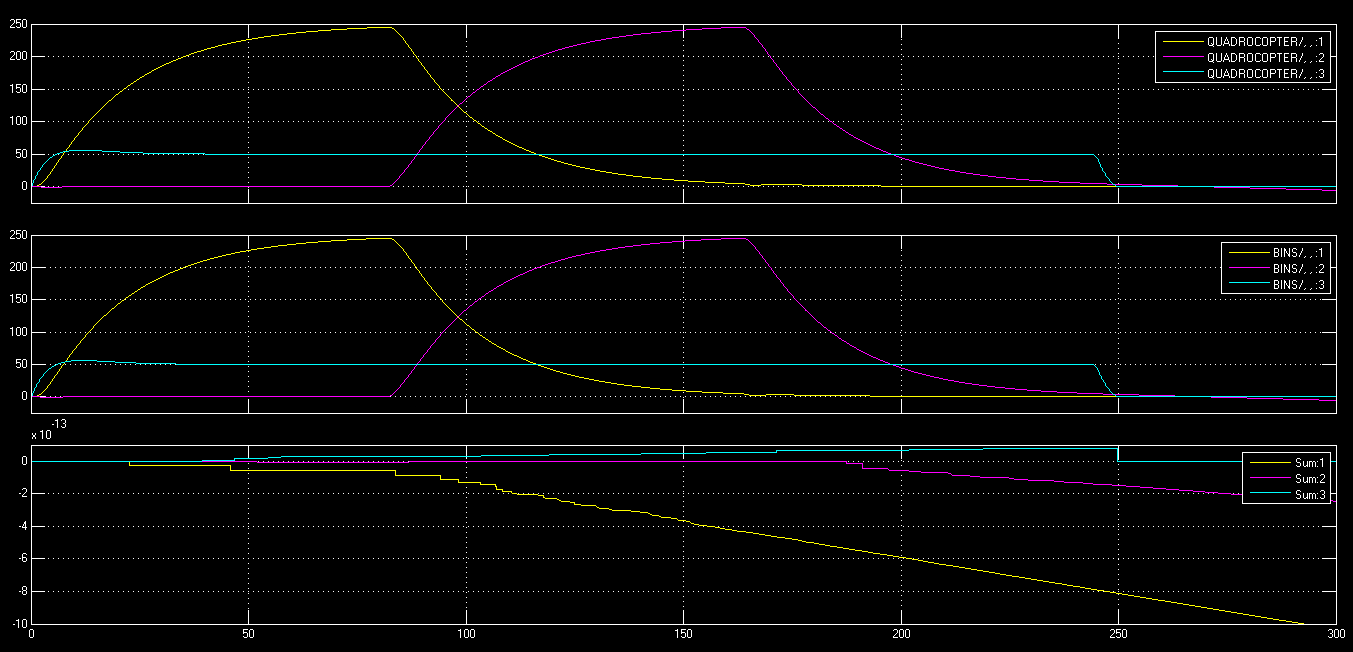 250
200
150
100
50
0
QUADROCOPTER/, , :1
QUADROCOPTER/, , :2
QUADROCOPTER/, , :3
250
200
150
100
50
0
BINS/, , :1
BINS/, , :2
BINS/, , :3
x 10 -13
0
-2
-4
-6
-8
-10
Sum:1
Sum:2
Sum:3
0 50 100 150 200 250 300